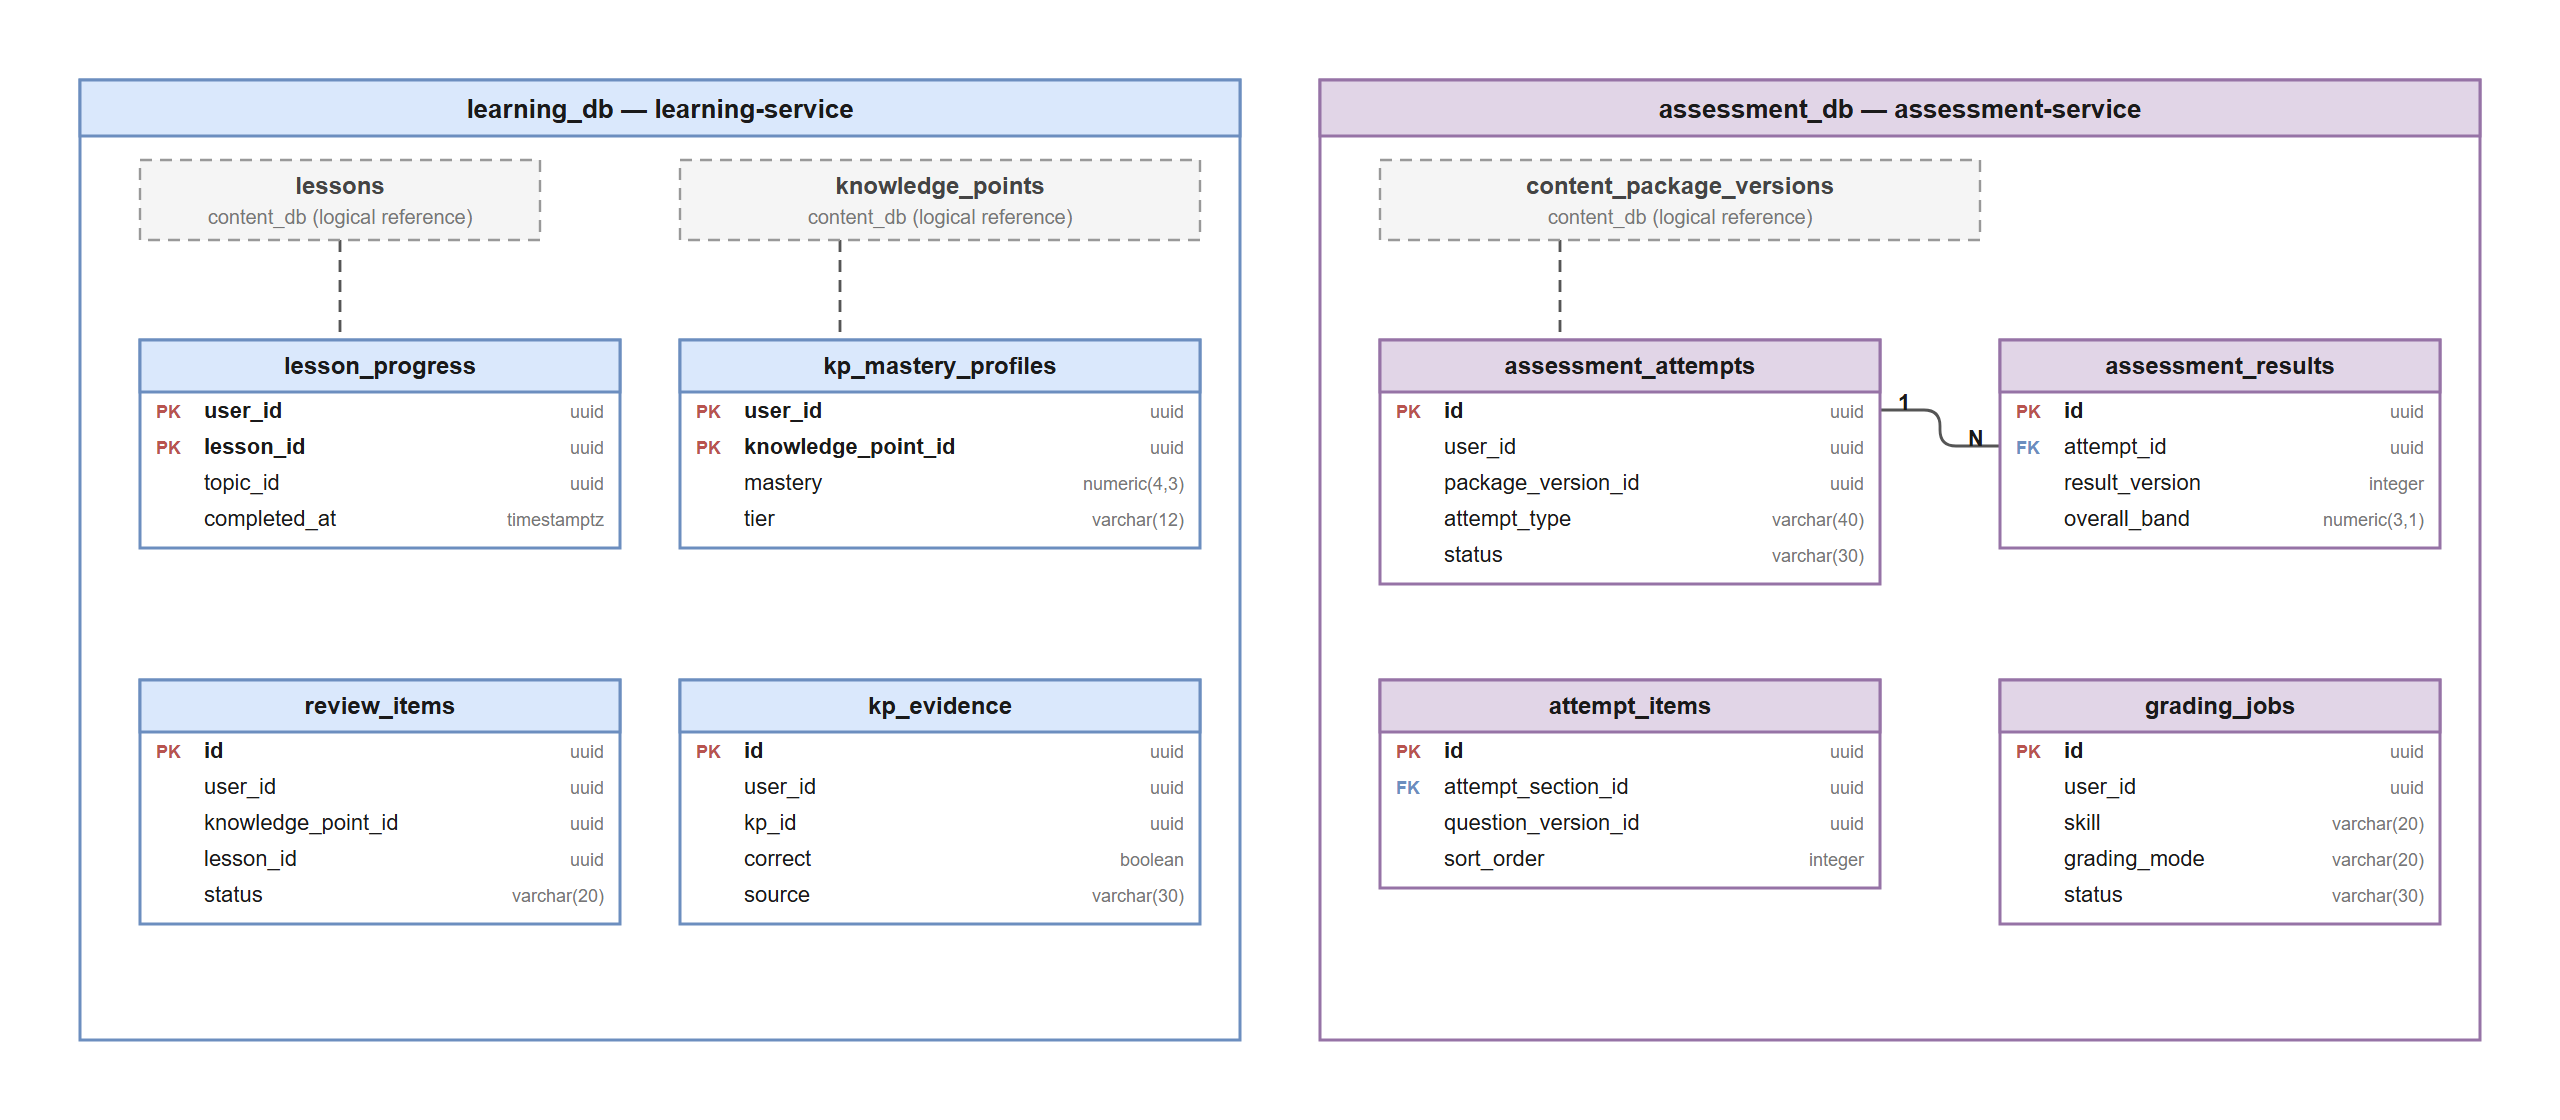 learning_db — learning-service
lessons
content_db (logical reference)
knowledge_points
content_db (logical reference)
lesson_progress
PK user_id uuid
PK lesson_id uuid
topic_id uuid
completed_at timestamptz
kp_mastery_profiles
PK user_id uuid
PK knowledge_point_id uuid
mastery numeric(4,3)
tier varchar(12)
review_items
PK id uuid
user_id uuid
knowledge_point_id uuid
lesson_id uuid
status varchar(20)
kp_evidence
PK id uuid
user_id uuid
kp_id uuid
correct boolean
source varchar(30)
assessment_db — assessment-service
content_package_versions
content_db (logical reference)
assessment_attempts
PK id uuid
user_id uuid
package_version_id uuid
attempt_type varchar(40)
status varchar(30)
1
N
assessment_results
PK id uuid
FK attempt_id uuid
result_version integer
overall_band numeric(3,1)
attempt_items
PK id uuid
FK attempt_section_id uuid
question_version_id uuid
sort_order integer
grading_jobs
PK id uuid
user_id uuid
skill varchar(20)
grading_mode varchar(20)
status varchar(30)